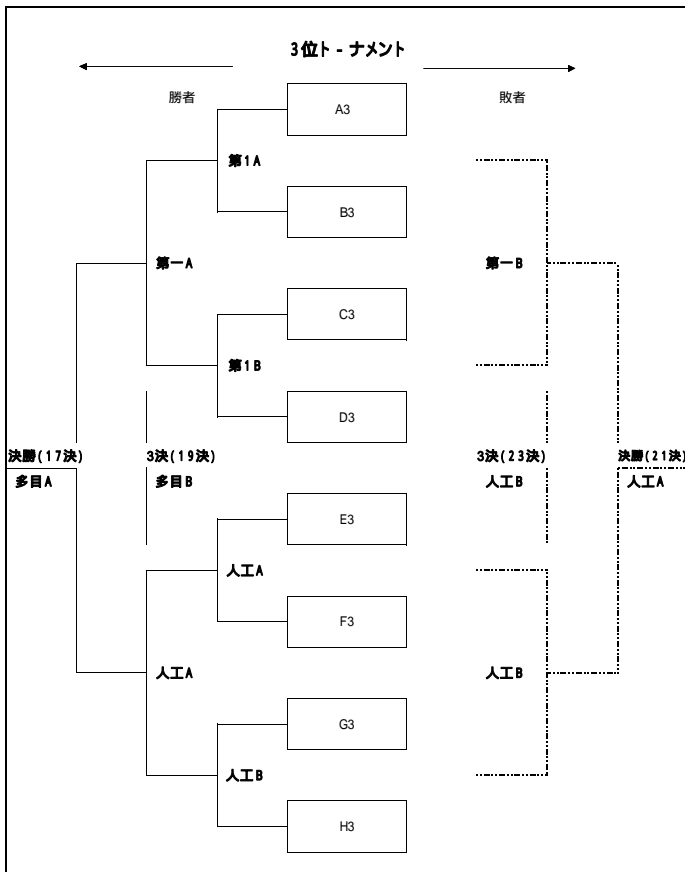 3位ト - ナメント
勝者
敗者
A3
第1A
B3
第一A
第一B
C3
第1B
D3
決勝(17決)
3決(19決)
3決(23決)
決勝(21決)
多目A
多目B
人工B
人工A
E3
人工A
F3
人工A
人工B
G3
人工B
H3